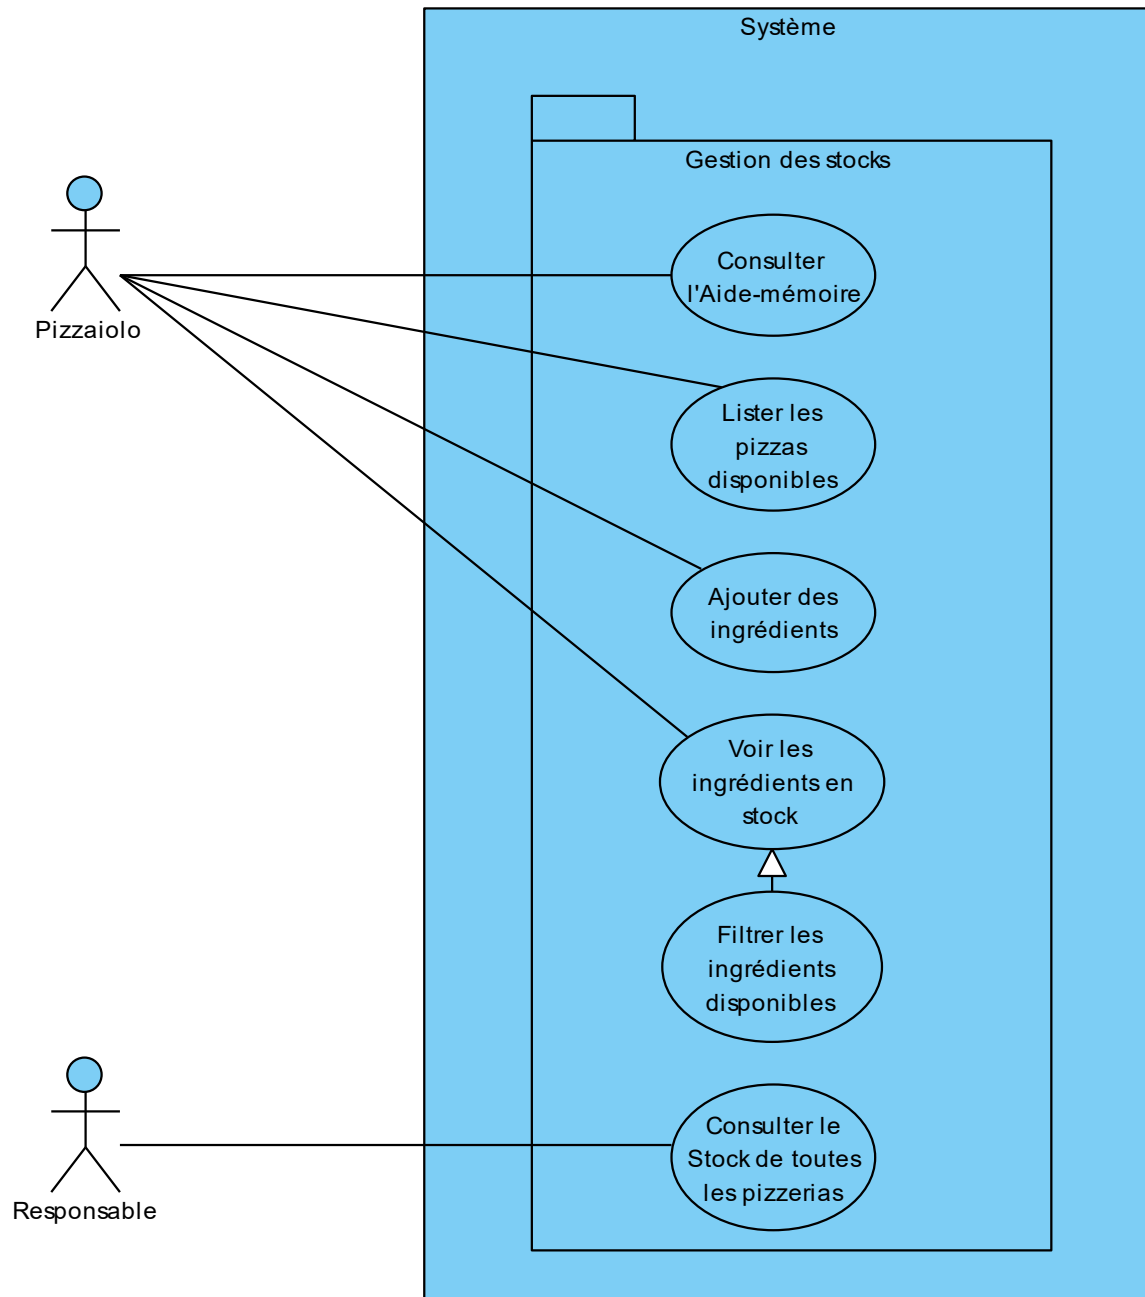 Système
Gestion des stocks
Consulter
l'Aide-mémoire
Pizzaiolo
Lister les
pizzas
disponibles
Ajouter des
ingrédients
Voir les
ingrédients en
stock
Filtrer les
ingrédients
disponibles
Consulter le
Stock de toutes
les pizzerias
Responsable